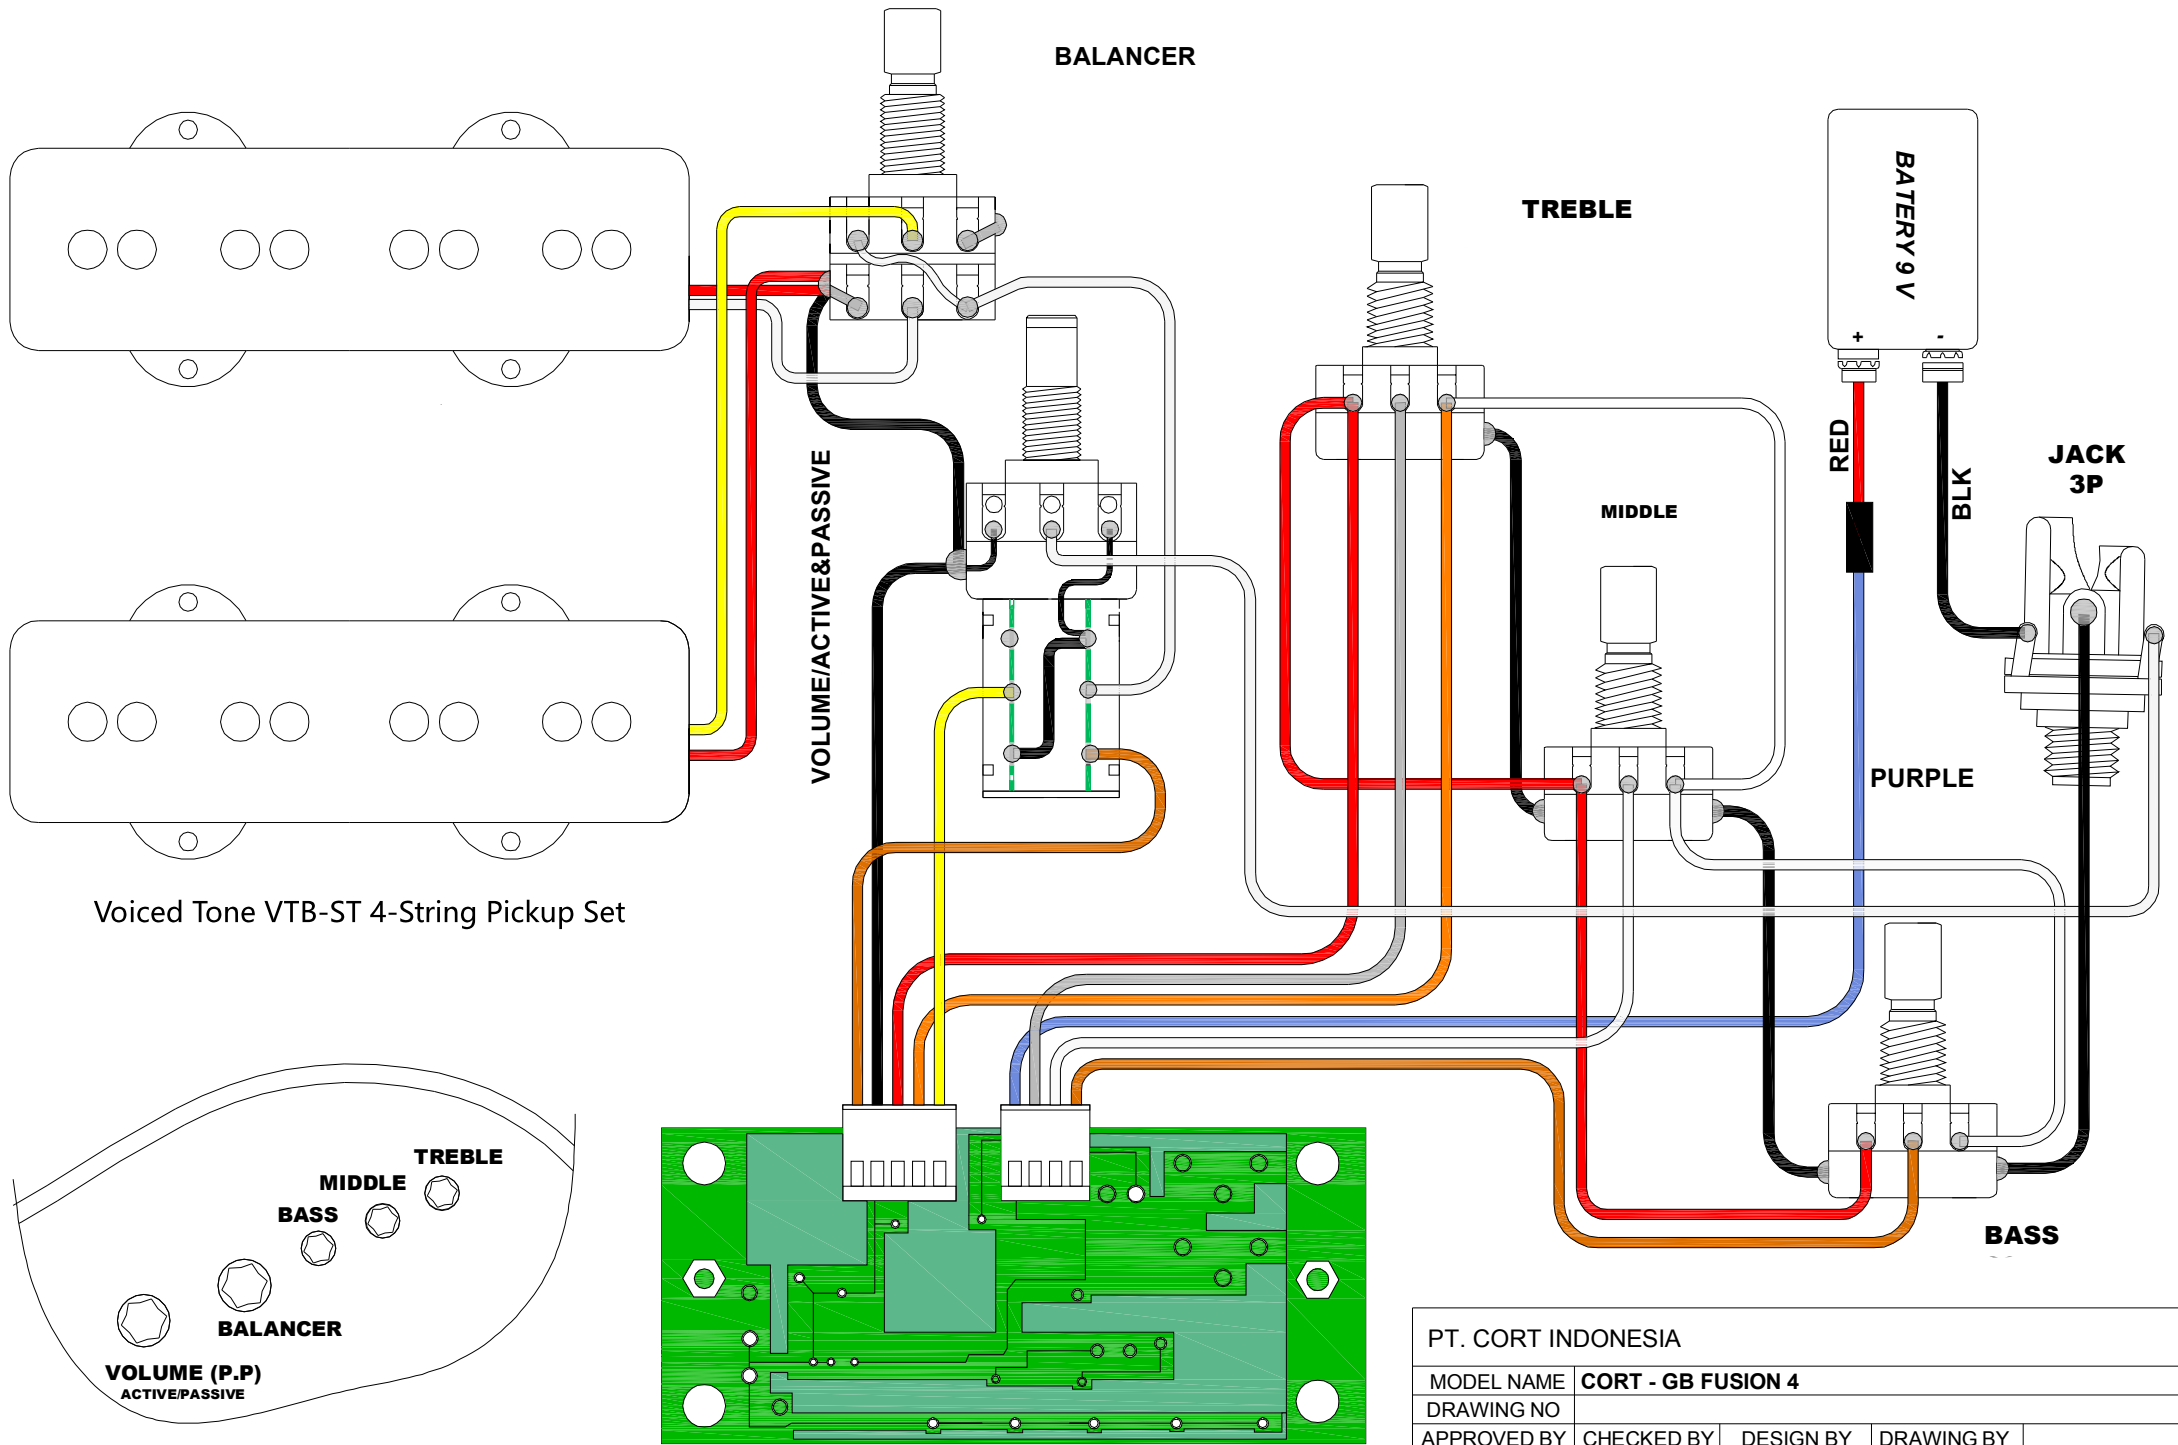 BALANCER
TREBLE
BATERY 9 V
+ -
RED
BLK
JACK
3P
MIDDLE
VOLUME/ACTIVE&PASSIVE
PURPLE
Voiced Tone VTB-ST 4-String Pickup Set
BASS
TREBLE
MIDDLE
BASS
BALANCER
VOLUME (P.P)
ACTIVE/PASSIVE
PT. CORT INDONESIA
MODEL NAME CORT - GB FUSION 4
DRAWING NO
APPROVED BY CHECKED BY DESIGN BY DRAWING BY